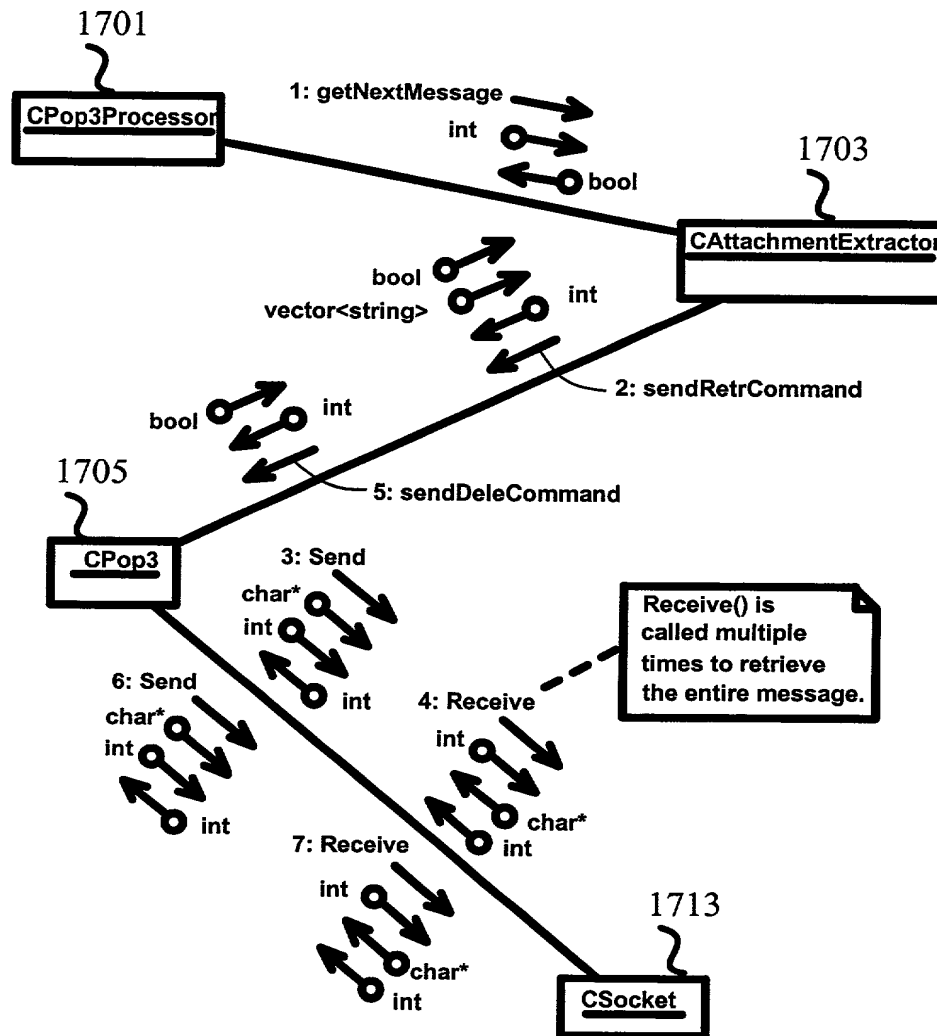 1701
CPop3Processor
1: getNextMessage
int
bool
1703
CAttachmentExtractor
bool
vector<string>
int
2: sendRetrCommand
bool
int
5: sendDeleCommand
1705
CPop3
3: Send
char*
int
int
6: Send
char*
int
int
Receive() is
called multiple
times to retrieve
the entire message.
4: Receive
int
char*
int
7: Receive
int
char*
int
1713
CSocket